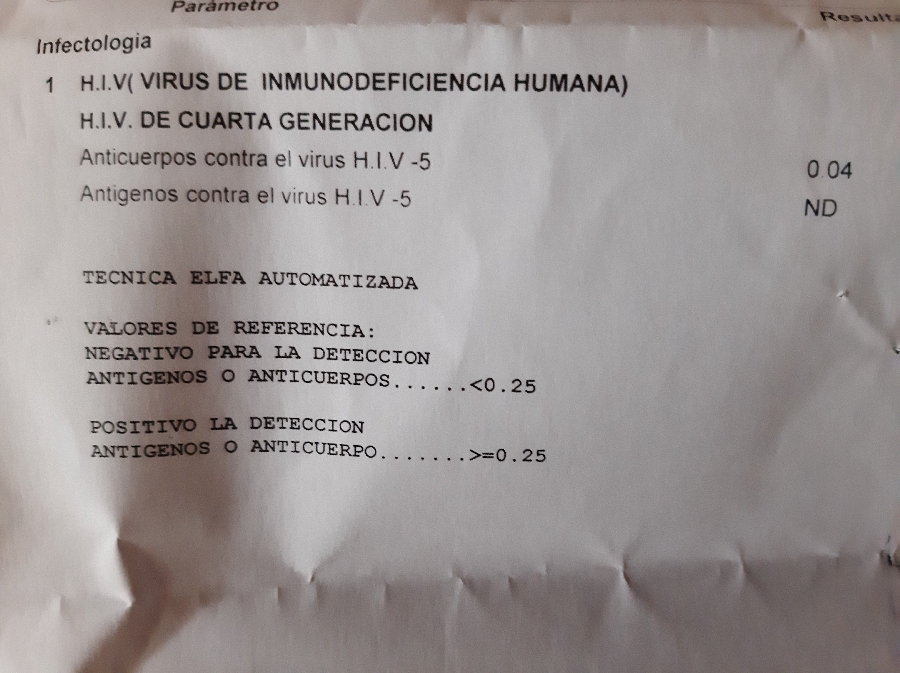 Parámetro
Infectologia
1 H.I.V( VIRUS DE INMUNODEFICIENCIA HUMANA)
H.I.V. DE CUARTA GENERACION
Anticuerpos contra el virus H.I.V -5 0.04
Antigenos contra el virus H.I.V -5 ND
TECNICA ELFA AUTOMATIZADA
VALORES DE REFERENCIA:
NEGATIVO PARA LA DETECCION
ANTIGENOS O ANTICUERPOS......<0.25
POSITIVO LA DETECCION
ANTIGENOS O ANTICUERPO.......>=0.25